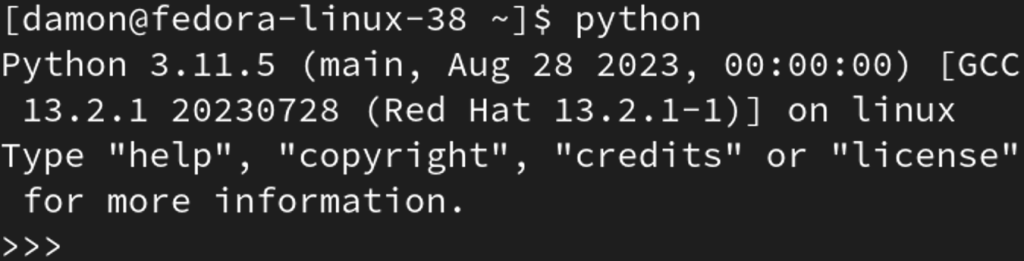 [damon@fedora-linux-38 ~]$ python
Python 3.11.5 (main, Aug 28 2023, 00:00:00) [GCC
 13.2.1 20230728 (Red Hat 13.2.1-1)] on linux
Type "help", "copyright", "credits" or "license"
 for more information.
>>>